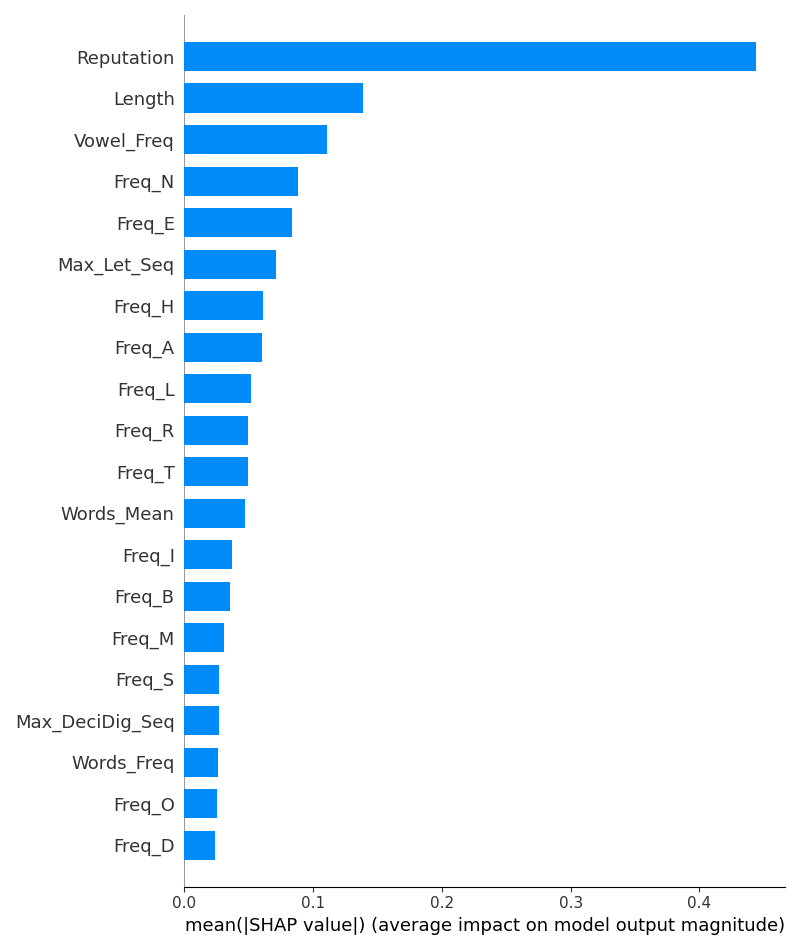 Reputation
Length
Vowel_Freq
Freq_N
Freq_E
Max_Let_Seq
Freq_H
Freq_A
Freq_L
Freq_R
Freq_T
Words_Mean
Freq_I
Freq_B
Freq_M
Freq_S
Max_DeciDig_Seq
Words_Freq
Freq_O
Freq_D
0.0 0.1 0.2 0.3 0.4
mean(|SHAP value|) (average impact on model output magnitude)